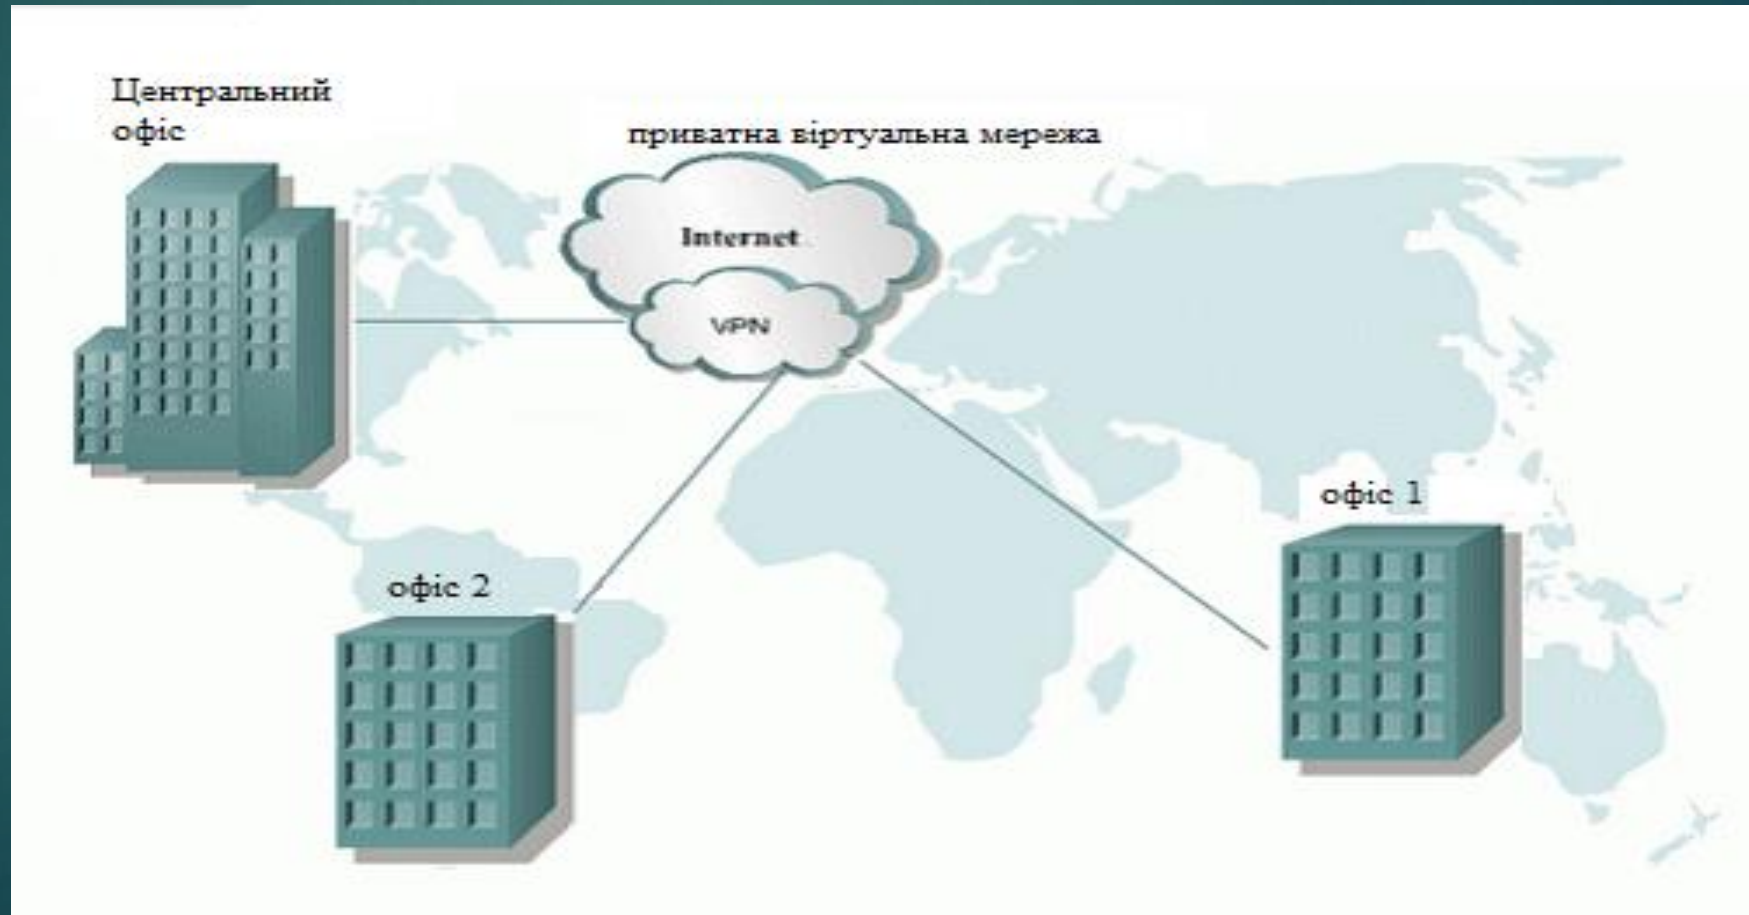 Центральний
офіс
приватна віртуальна мережа
Internet
VPN
офіс 1
офіс 2